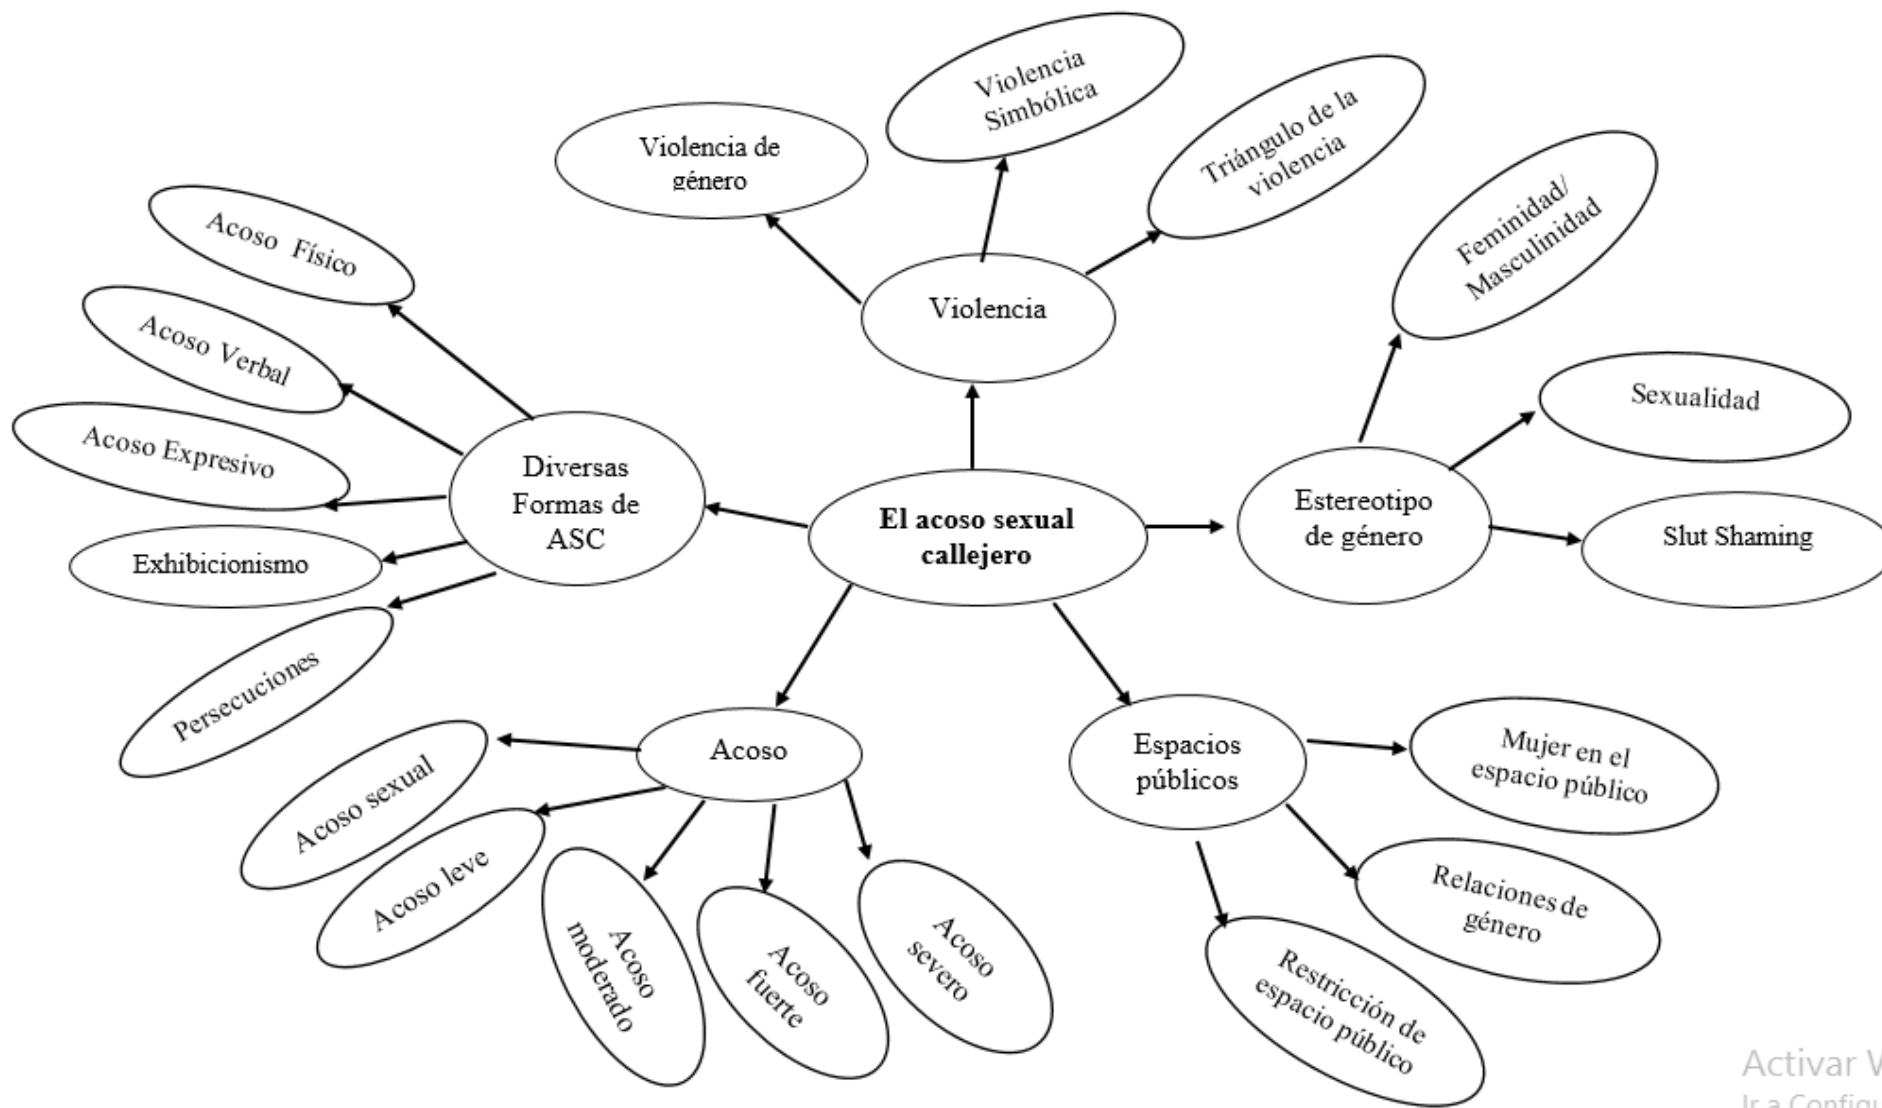 Violencia
Simbólica
Triángulo de la
violencia
Violencia de
género
Feminidad/
Masculinidad
Acoso Físico
Violencia
Acoso Verbal
Sexualidad
Acoso Expresivo
Diversas
Formas de
ASC
El acoso sexual
callejero
Estereotipo
de género
Slut Shaming
Exhibicionismo
Persecuciones
Acoso
Espacios
públicos
Mujer en el
espacio público
Acoso sexual
Acoso leve
Relaciones de
género
Acoso
moderado
Acoso
fuerte
Acoso
severo
Restricción de
espacio público
Activar
Ir a